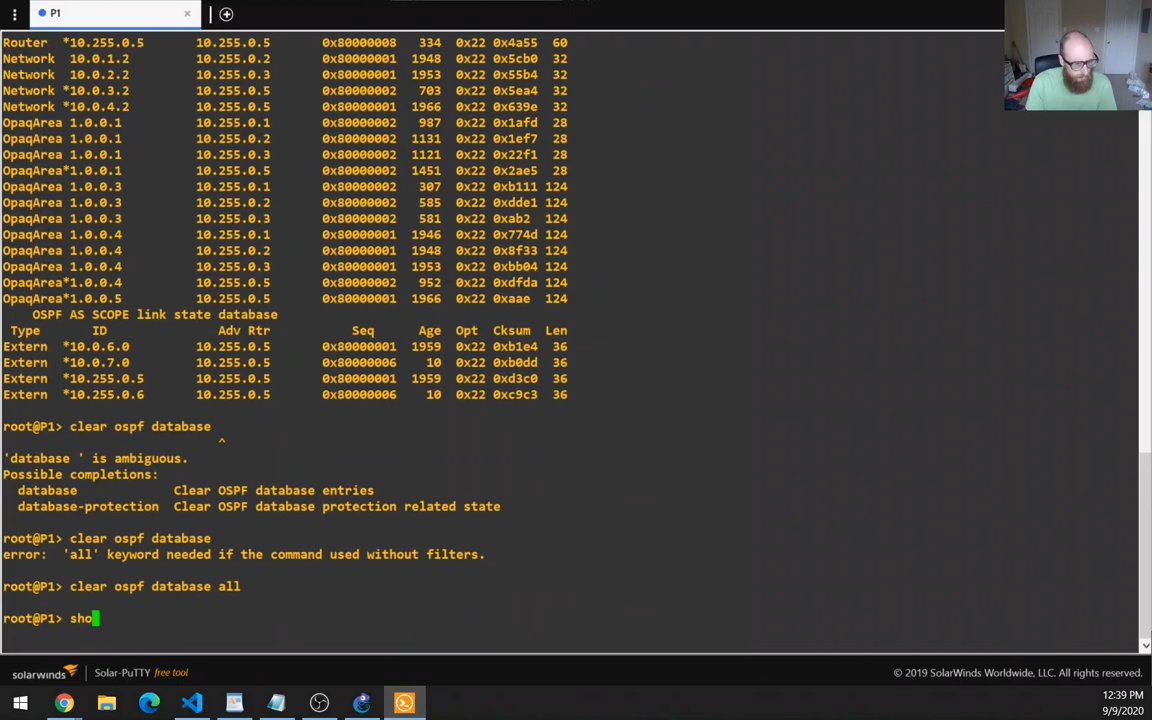 P1
Router *10.255.0.5 10.255.0.5 0x80000008 334 0x22 0x4a55 60
Network 10.0.1.2 10.255.0.2 0x80000001 1948 0x22 0x5cb0 32
Network 10.0.2.2 10.255.0.3 0x80000001 1953 0x22 0x55b4 32
Network *10.0.3.2 10.255.0.5 0x80000002 703 0x22 0x5ea4 32
Network *10.0.4.2 10.255.0.5 0x80000001 1966 0x22 0x639e 32
OpaqArea 1.0.0.1 10.255.0.1 0x80000002 987 0x22 0x1afd 28
OpaqArea 1.0.0.1 10.255.0.2 0x80000002 1131 0x22 0x1ef7 28
OpaqArea 1.0.0.1 10.255.0.3 0x80000002 1121 0x22 0x22f1 28
OpaqArea*1.0.0.1 10.255.0.5 0x80000002 1451 0x22 0x2ae5 28
OpaqArea 1.0.0.3 10.255.0.1 0x80000002 307 0x22 0xb111 124
OpaqArea 1.0.0.3 10.255.0.2 0x80000002 585 0x22 0xdde1 124
OpaqArea 1.0.0.3 10.255.0.3 0x80000002 581 0x22 0xab2 124
OpaqArea 1.0.0.4 10.255.0.1 0x80000001 1946 0x22 0x774d 124
OpaqArea 1.0.0.4 10.255.0.2 0x80000001 1948 0x22 0x8f33 124
OpaqArea 1.0.0.4 10.255.0.3 0x80000001 1953 0x22 0xbb04 124
OpaqArea*1.0.0.4 10.255.0.5 0x80000002 952 0x22 0xdfda 124
OpaqArea*1.0.0.5 10.255.0.5 0x80000001 1966 0x22 0xaae 124
OSPF AS SCOPE link state database
Type ID Adv Rtr Seq Age Opt Cksum Len
Extern *10.0.6.0 10.255.0.5 0x80000001 1959 0x22 0xb1e4 36
Extern *10.0.7.0 10.255.0.5 0x80000006 10 0x22 0xb0dd 36
Extern *10.255.0.5 10.255.0.5 0x80000001 1959 0x22 0xd3c0 36
Extern *10.255.0.6 10.255.0.5 0x80000006 10 0x22 0xc9c3 36
root@P1> clear ospf database
^
'database ' is ambiguous.
Possible completions:
database Clear OSPF database entries
database-protection Clear OSPF database protection related state
root@P1> clear ospf database
error: 'all' keyword needed if the command used without filters.
root@P1> clear ospf database all
root@P1> sho
solarwinds Solar-PuTTY free tool © 2019 SolarWinds Worldwide, LLC. All rights reserved.
12:39 PM
9/9/2020